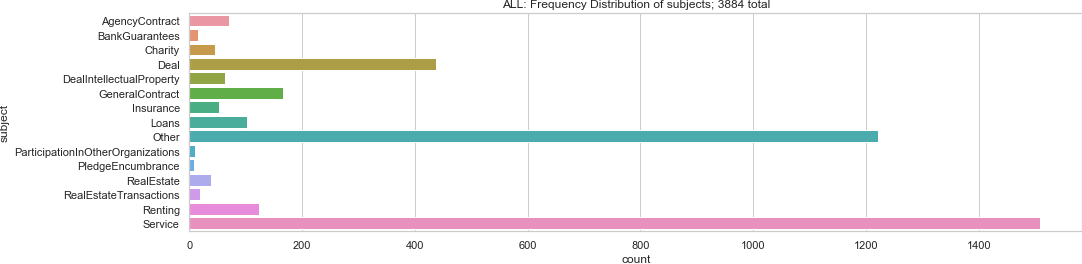 ALL: Frequency Distribution of subjects; 3884 total
subject
AgencyContract
BankGuarantees
Charity
Deal
DealIntellectualProperty
GeneralContract
Insurance
Loans
Other
ParticipationInOtherOrganizations
PledgeEncumbrance
RealEstate
RealEstateTransactions
Renting
Service
0 200 400 600 800 1000 1200 1400
count